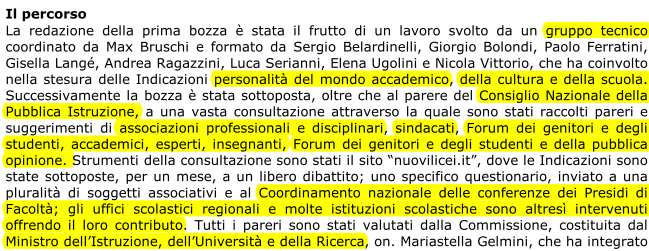 Il percorso
La redazione della prima bozza è stata il frutto di un lavoro svolto da un gruppo tecnico
coordinato da Max Bruschi e formato da Sergio Belardinelli, Giorgio Bolondi, Paolo Ferratini,
Gisella Langé, Andrea Ragazzini, Luca Serianni, Elena Ugolini e Nicola Vittorio, che ha coinvolto
nella stesura delle Indicazioni personalità del mondo accademico, della cultura e della scuola.
Successivamente la bozza è stata sottoposta, oltre che al parere del Consiglio Nazionale della
Pubblica Istruzione, a una vasta consultazione attraverso la quale sono stati raccolti pareri e
suggerimenti di associazioni professionali e disciplinari, sindacati, Forum dei genitori e degli
studenti, accademici, esperti, insegnanti, Forum dei genitori e degli studenti e della pubblica
opinione. Strumenti della consultazione sono stati il sito “nuovilicei.it”, dove le Indicazioni sono
state sottoposte, per un mese, a un libero dibattito; uno specifico questionario, inviato a una
pluralità di soggetti associativi e al Coordinamento nazionale delle conferenze dei Presidi di
Facoltà; gli uffici scolastici regionali e molte istituzioni scolastiche sono altresì intervenuti
offrendo il loro contributo. Tutti i pareri sono stati valutati dalla Commissione, costituita dal
Ministro dell’Istruzione, dell’Università e della Ricerca, on. Mariastella Gelmini, che ha integrato